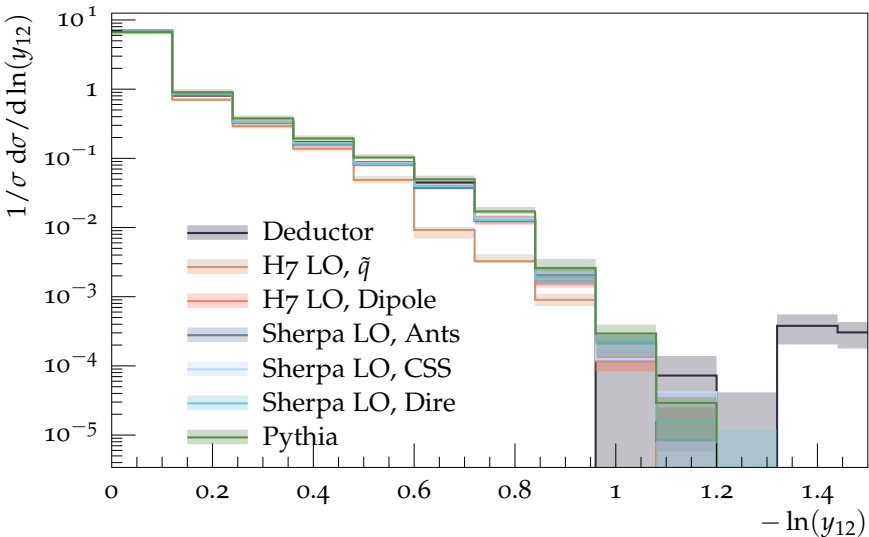 1/σ dσ/d ln(y₁₂)
10¹
1
10⁻¹
10⁻²
10⁻³
10⁻⁴
10⁻⁵
Deductor
H7 LO, q̃
H7 LO, Dipole
Sherpa LO, Ants
Sherpa LO, CSS
Sherpa LO, Dire
Pythia
0 0.2 0.4 0.6 0.8 1 1.2 1.4
− ln(y₁₂)